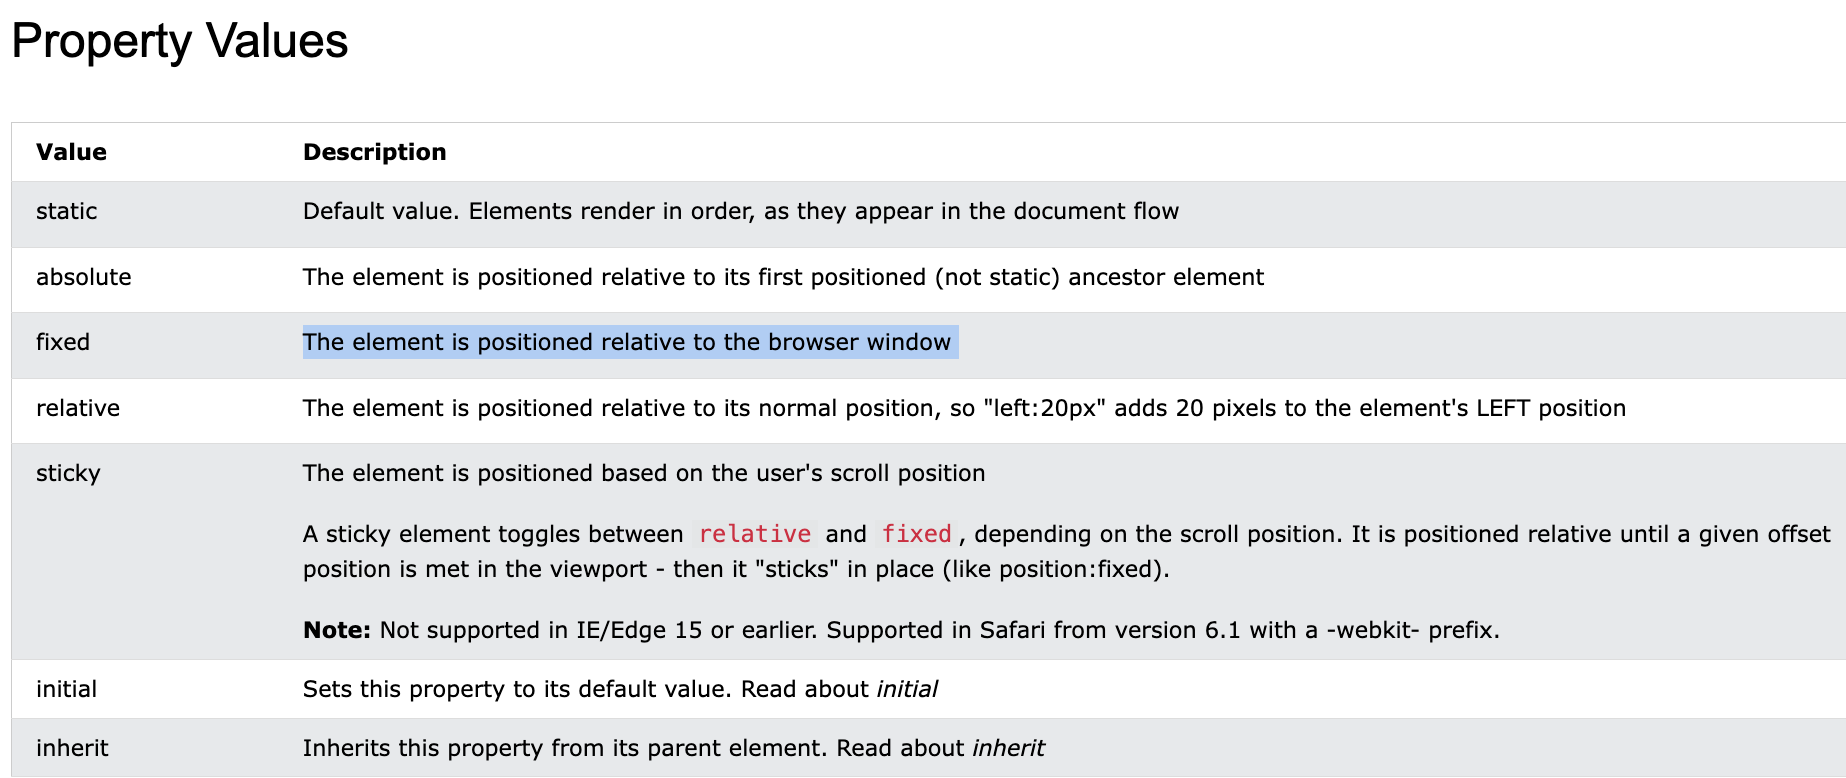 Property Values
Value Description
static Default value. Elements render in order, as they appear in the document flow
absolute The element is positioned relative to its first positioned (not static) ancestor element
fixed The element is positioned relative to the browser window
relative The element is positioned relative to its normal position, so "left:20px" adds 20 pixels to the element's LEFT position
sticky The element is positioned based on the user's scroll position
A sticky element toggles between relative and fixed, depending on the scroll position. It is positioned relative until a given offset
position is met in the viewport - then it "sticks" in place (like position:fixed).
Note: Not supported in IE/Edge 15 or earlier. Supported in Safari from version 6.1 with a -webkit- prefix.
initial Sets this property to its default value. Read about initial
inherit Inherits this property from its parent element. Read about inherit